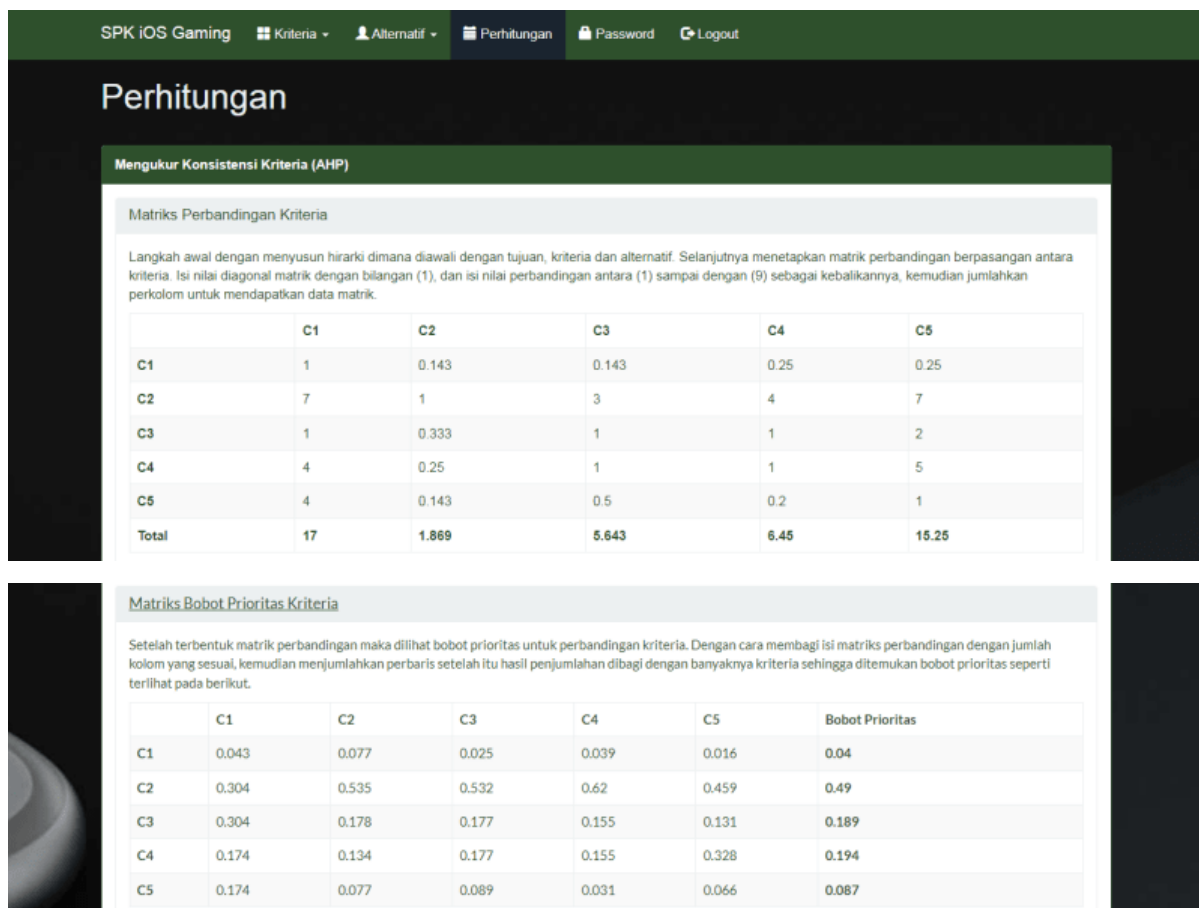 SPK iOS Gaming Kriteria Alternatif Perhitungan Password Logout
Perhitungan
Mengukur Konsistensi Kriteria (AHP)
Matriks Perbandingan Kriteria
Langkah awal dengan menyusun hirarki dimana diawali dengan tujuan, kriteria dan alternatif. Selanjutnya menetapkan matrik perbandingan berpasangan antara
kriteria. Isi nilai diagonal matrik dengan bilangan (1), dan isi nilai perbandingan antara (1) sampai dengan (9) sebagai kebalikannya, kemudian jumlahkan
perkolom untuk mendapatkan data matrik.
C1 C2 C3 C4 C5
C1 1 0.143 0.143 0.25 0.25
C2 7 1 3 4 7
C3 1 0.333 1 1 2
C4 4 0.25 1 1 5
C5 4 0.143 0.5 0.2 1
Total 17 1.869 5.643 6.45 15.25
Matriks Bobot Prioritas Kriteria
Setelah terbentuk matrik perbandingan maka dilihat bobot prioritas untuk perbandingan kriteria. Dengan cara membagi isi matriks perbandingan dengan jumlah
kolom yang sesuai, kemudian menjumlahkan perbaris setelah itu hasil penjumlahan dibagi dengan banyaknya kriteria sehingga ditemukan bobot prioritas seperti
terlihat pada berikut.
C1 C2 C3 C4 C5 Bobot Prioritas
C1 0.043 0.077 0.025 0.039 0.016 0.04
C2 0.304 0.535 0.532 0.62 0.459 0.49
C3 0.304 0.178 0.177 0.155 0.131 0.189
C4 0.174 0.134 0.177 0.155 0.328 0.194
C5 0.174 0.077 0.089 0.031 0.066 0.087